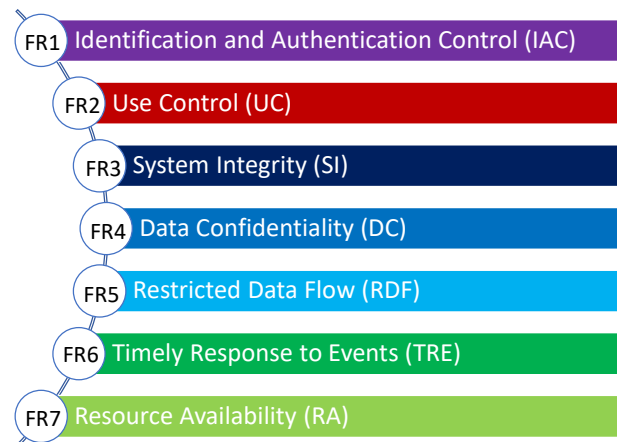 FR1 Identification and Authentication Control (IAC)
FR2 Use Control (UC)
FR3 System Integrity (SI)
FR4 Data Confidentiality (DC)
FR5 Restricted Data Flow (RDF)
FR6 Timely Response to Events (TRE)
FR7 Resource Availability (RA)